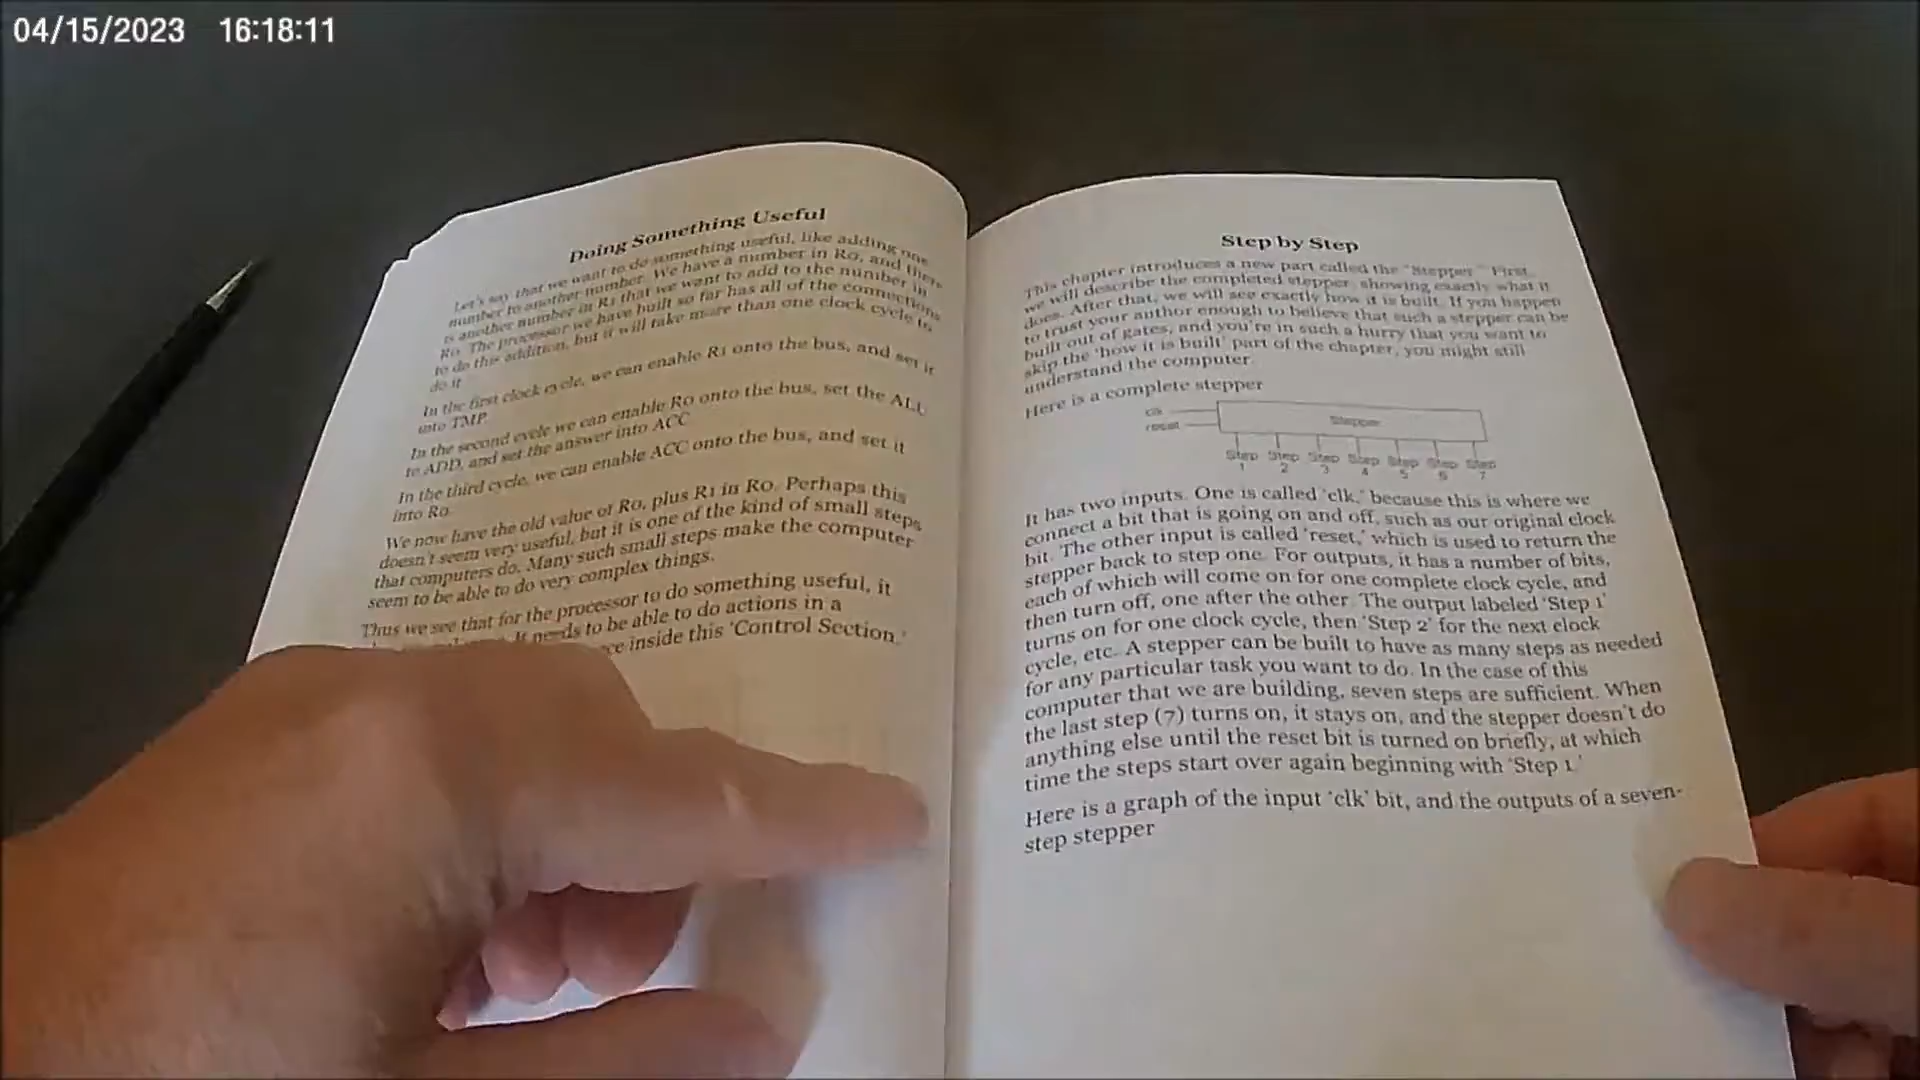 04/15/2023 16:18:11
Doing Something Useful
Let's say that we want to do something useful, like adding one
number to another number. We have a number in R0, and there
is another number in R1 that we want to add to the number in
R0. The processor we have built so far has all of the connections
to do this addition, but it will take more than one clock cycle to
do it.
In the first clock cycle, we can enable R1 onto the bus, and set it
into TMP.
In the second cycle we can enable R0 onto the bus, set the ALU
to ADD, and set the answer into ACC.
In the third cycle, we can enable ACC onto the bus, and set it
into R0.
We now have the old value of R0, plus R1 in R0. Perhaps this
doesn't seem very useful, but it is one of the kind of small steps
that computers do. Many such small steps make the computer
seem to be able to do very complex things.
Thus we see that for the processor to do something useful, it
It needs to be able to do actions in a
inside this 'Control Section.'
Step by Step
This chapter introduces a new part called the "Stepper." First,
we will describe the completed stepper, showing exactly what it
does. After that, we will see exactly how it is built. If you happen
to trust your author enough to believe that such a stepper can be
built out of gates, and you're in such a hurry that you want to
skip the 'how it is built' part of the chapter, you might still
understand the computer.
Here is a complete stepper
clk
reset
Stepper
Step Step Step Step Step Step Step
1 2 3 4 5 6 7
It has two inputs. One is called 'clk,' because this is where we
connect a bit that is going on and off, such as our original clock
bit. The other input is called 'reset,' which is used to return the
stepper back to step one. For outputs, it has a number of bits,
each of which will come on for one complete clock cycle, and
then turn off, one after the other. The output labeled 'Step 1'
turns on for one clock cycle, then 'Step 2' for the next clock
cycle, etc. A stepper can be built to have as many steps as needed
for any particular task you want to do. In the case of this
computer that we are building, seven steps are sufficient. When
the last step (7) turns on, it stays on, and the stepper doesn't do
anything else until the reset bit is turned on briefly, at which
time the steps start over again beginning with 'Step 1.'
Here is a graph of the input 'clk' bit, and the outputs of a seven-
step stepper